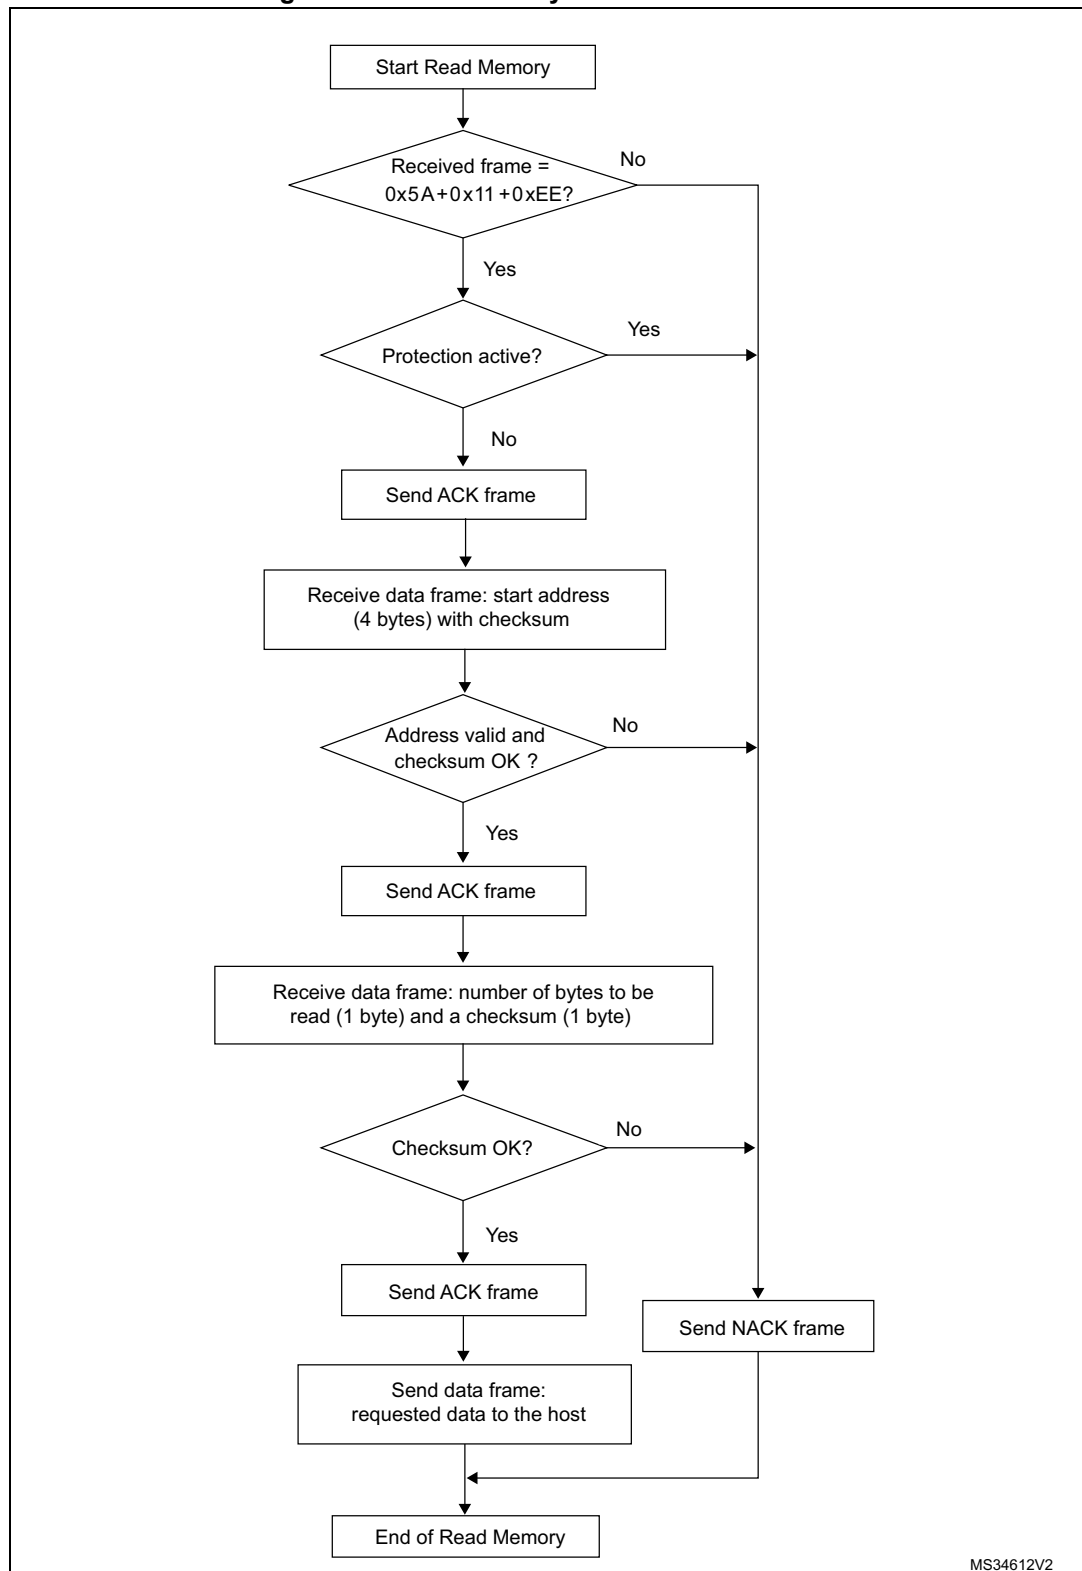 Start Read Memory
Received frame =
0x5A+0x11+0xEE?
No
Yes
Protection active?
Yes
No
Send ACK frame
Receive data frame: start address
(4 bytes) with checksum
Address valid and
checksum OK ?
No
Yes
Send ACK frame
Receive data frame: number of bytes to be
read (1 byte) and a checksum (1 byte)
Checksum OK?
No
Yes
Send ACK frame
Send NACK frame
Send data frame:
requested data to the host
End of Read Memory
MS34612V2